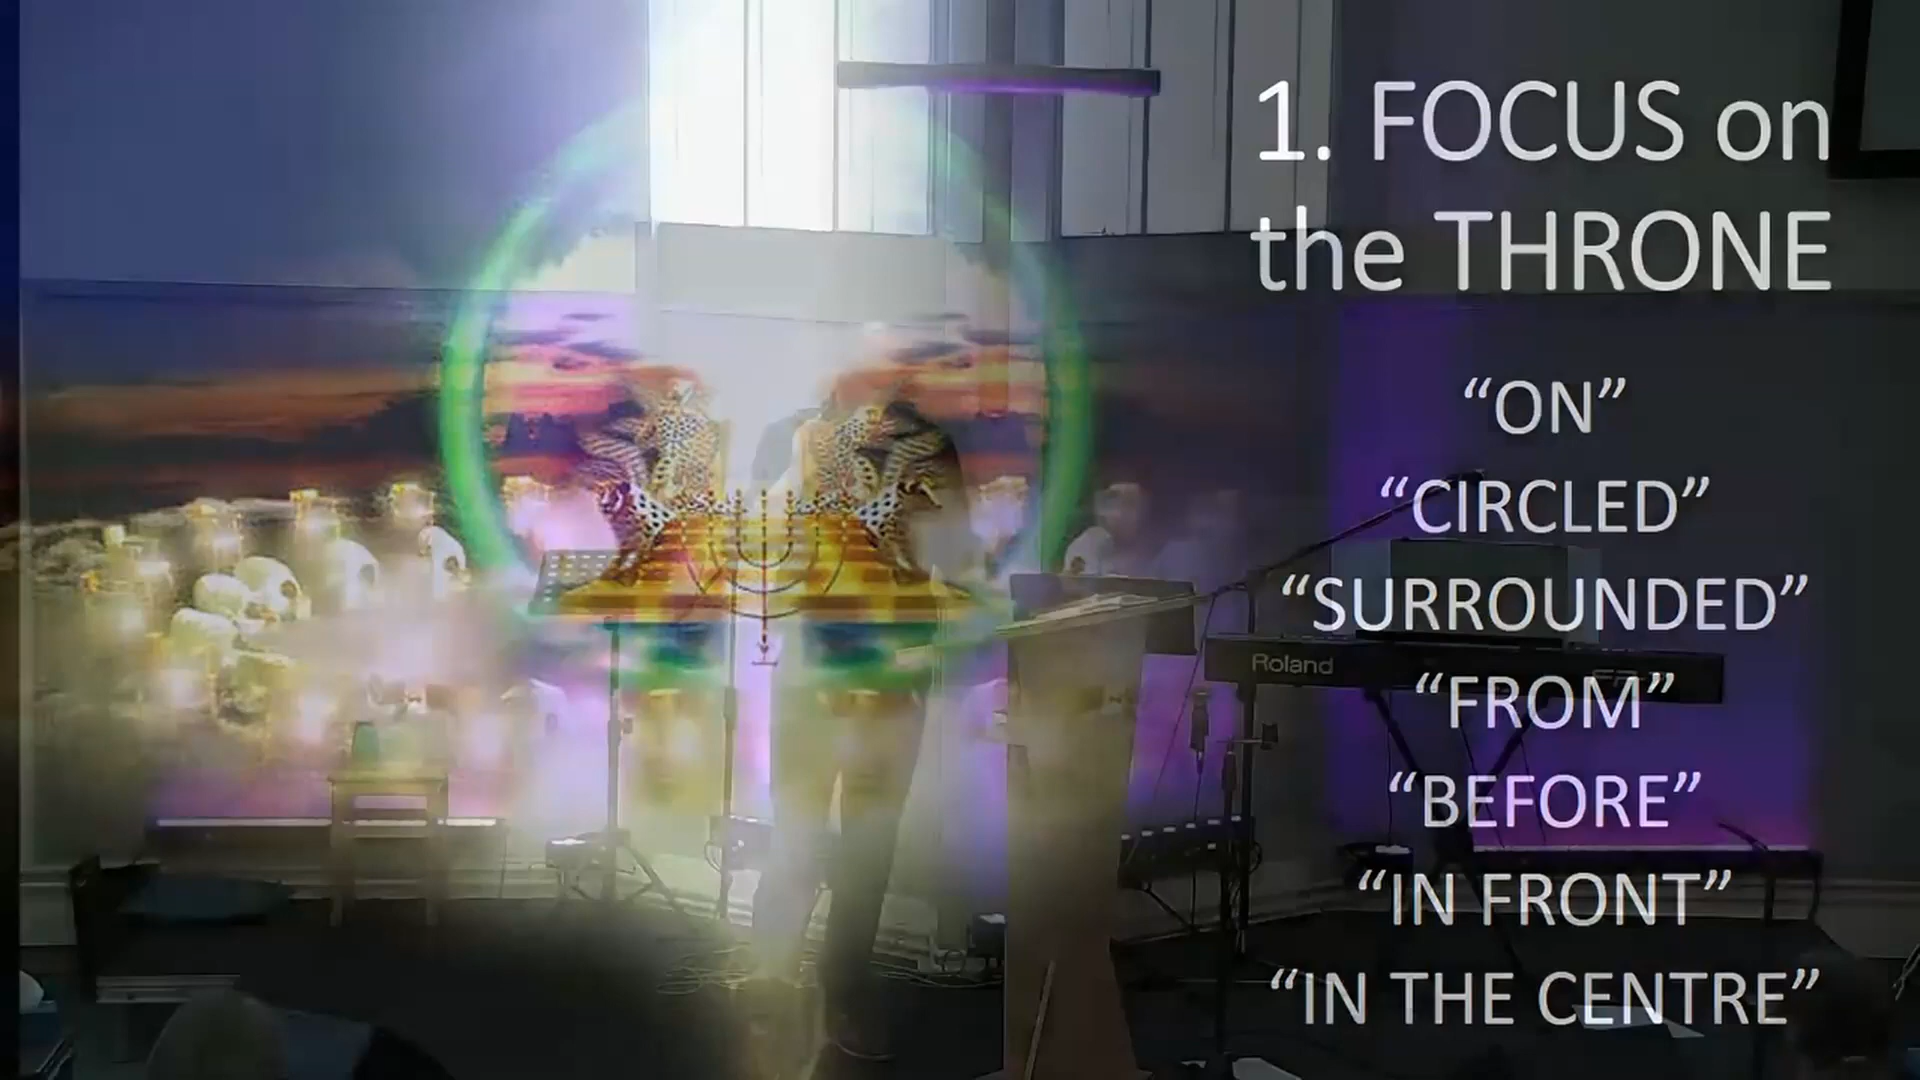 1. FOCUS on
the THRONE
“ON”
“CIRCLED”
“SURROUNDED”
Roland
“FROM”
“BEFORE”
“IN FRONT”
“IN THE CENTRE”